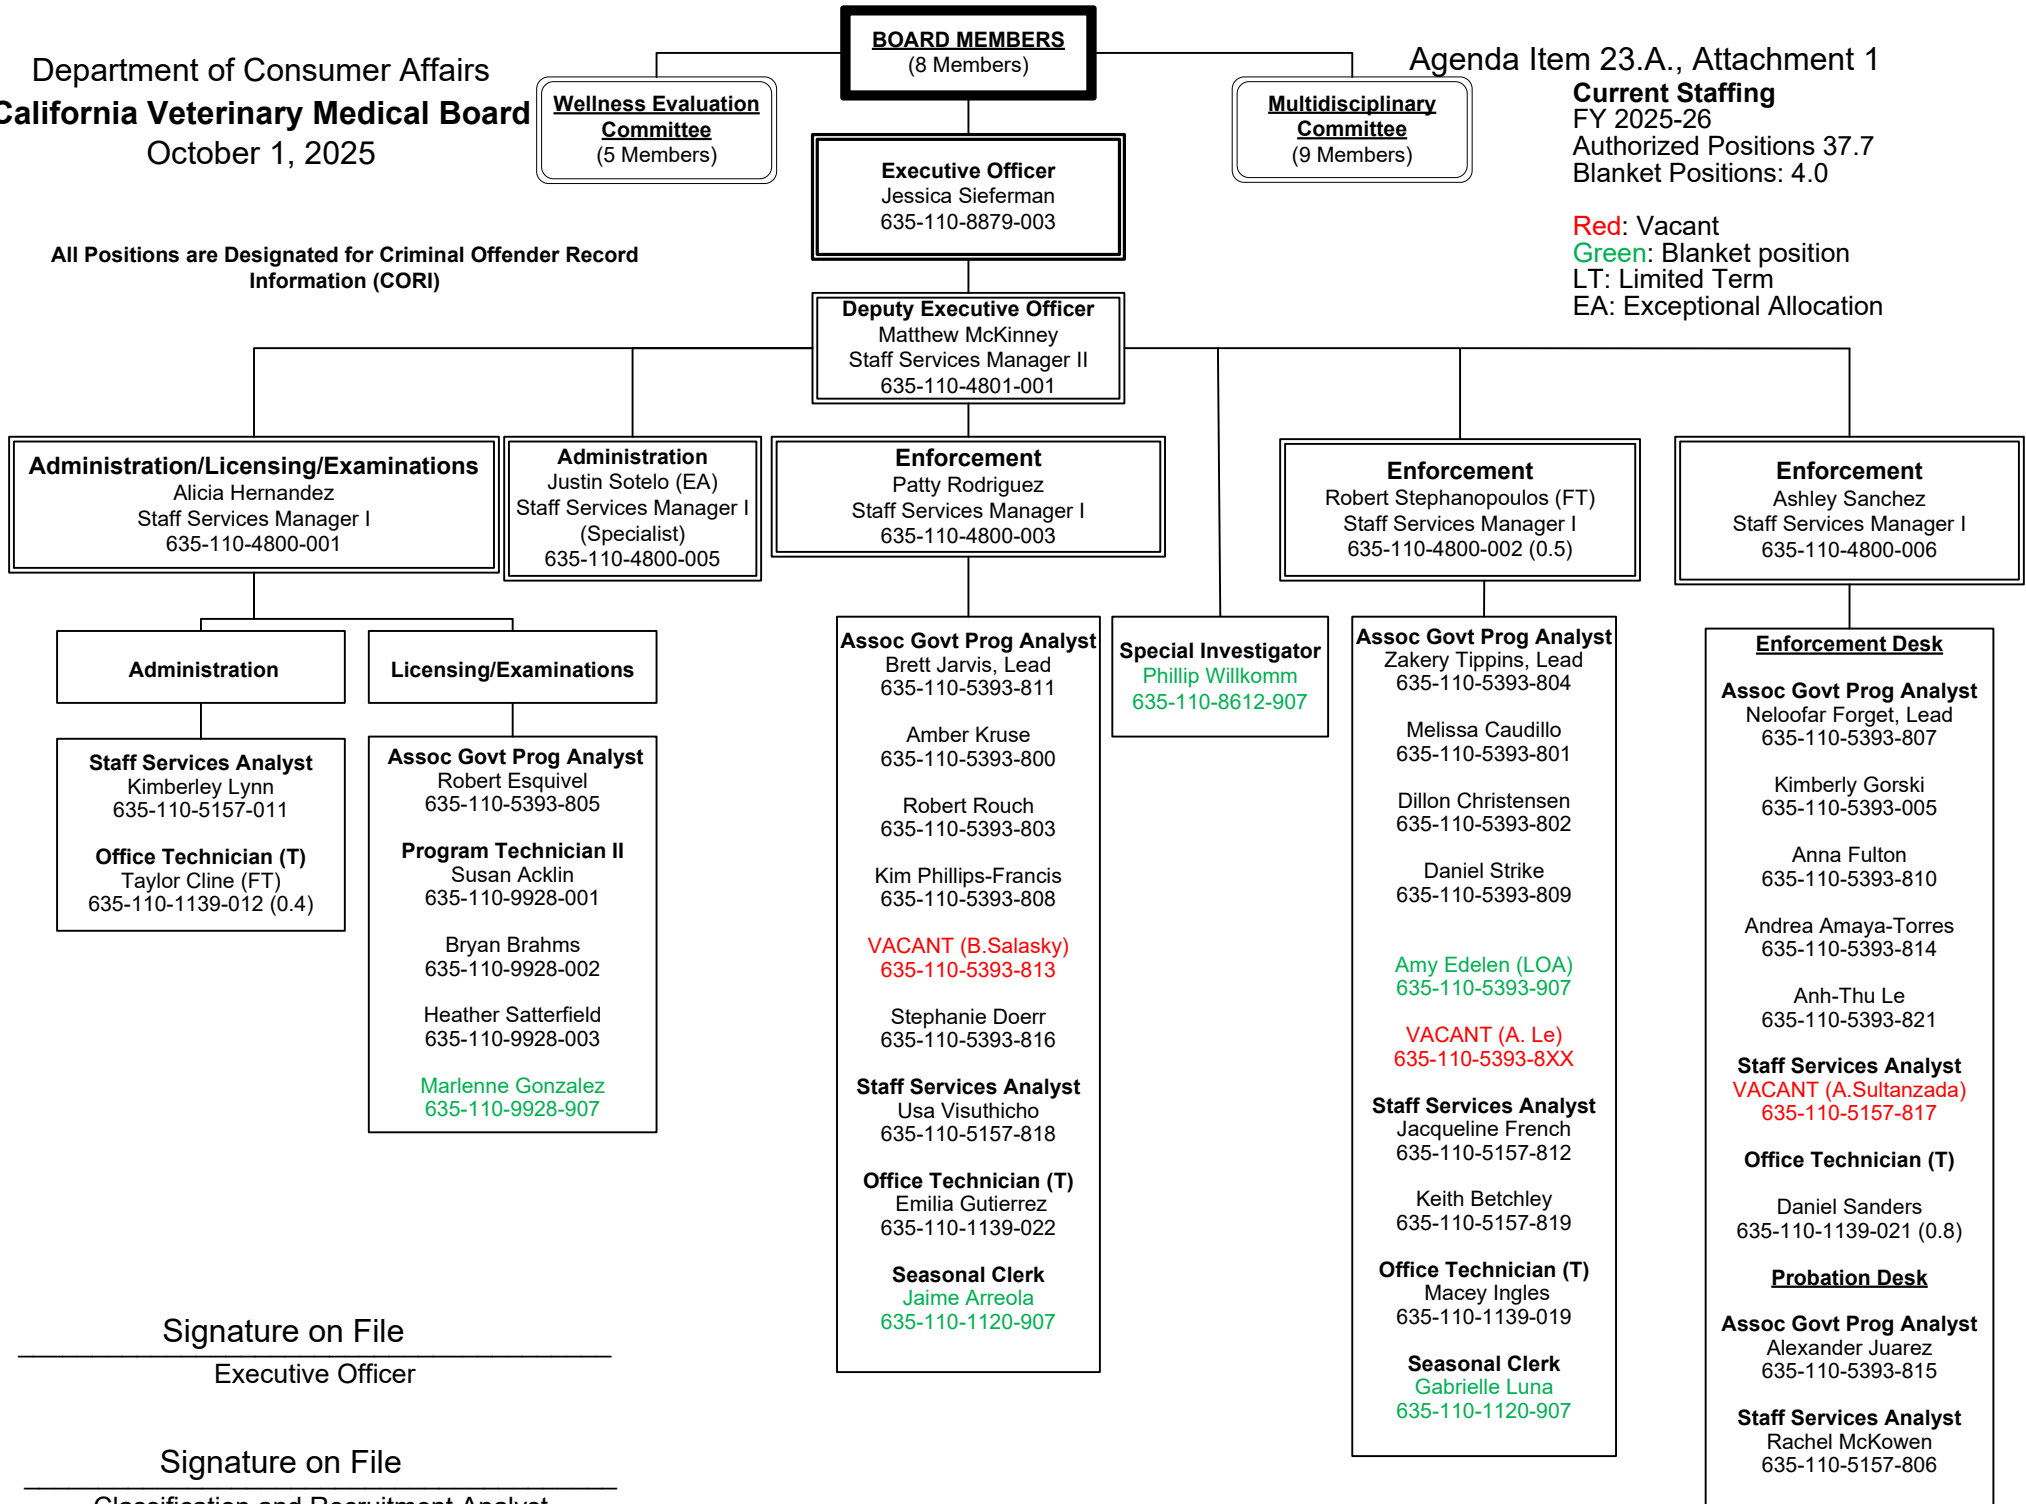 Department of Consumer Affairs
California Veterinary Medical Board
October 1, 2025
All Positions are Designated for Criminal Offender Record
Information (CORI)
BOARD MEMBERS
(8 Members)
Wellness Evaluation
Committee
(5 Members)
Multidisciplinary
Committee
(9 Members)
Agenda Item 23.A., Attachment 1
Current Staffing
FY 2025-26
Authorized Positions 37.7
Blanket Positions: 4.0
Red: Vacant
Green: Blanket position
LT: Limited Term
EA: Exceptional Allocation
Executive Officer
Jessica Sieferman
635-110-8879-003
Deputy Executive Officer
Matthew McKinney
Staff Services Manager II
635-110-4801-001
Administration/Licensing/Examinations
Alicia Hernandez
Staff Services Manager I
635-110-4800-001
Administration
Justin Sotelo (EA)
Staff Services Manager I
(Specialist)
635-110-4800-005
Enforcement
Patty Rodriguez
Staff Services Manager I
635-110-4800-003
Enforcement
Robert Stephanopoulos (FT)
Staff Services Manager I
635-110-4800-002 (0.5)
Enforcement
Ashley Sanchez
Staff Services Manager I
635-110-4800-006
Administration
Staff Services Analyst
Kimberley Lynn
635-110-5157-011
Office Technician (T)
Taylor Cline (FT)
635-110-1139-012 (0.4)
Licensing/Examinations
Assoc Govt Prog Analyst
Robert Esquivel
635-110-5393-805
Program Technician II
Susan Acklin
635-110-9928-001
Bryan Brahms
635-110-9928-002
Heather Satterfield
635-110-9928-003
Marlenne Gonzalez
635-110-9928-907
Assoc Govt Prog Analyst
Brett Jarvis, Lead
635-110-5393-811
Amber Kruse
635-110-5393-800
Robert Rouch
635-110-5393-803
Kim Phillips-Francis
635-110-5393-808
VACANT (B.Salasky)
635-110-5393-813
Stephanie Doerr
635-110-5393-816
Staff Services Analyst
Usa Visuthicho
635-110-5157-818
Office Technician (T)
Emilia Gutierrez
635-110-1139-022
Seasonal Clerk
Jaime Arreola
635-110-1120-907
Special Investigator
Phillip Willkomm
635-110-8612-907
Assoc Govt Prog Analyst
Zakery Tippins, Lead
635-110-5393-804
Melissa Caudillo
635-110-5393-801
Dillon Christensen
635-110-5393-802
Daniel Strike
635-110-5393-809
Amy Edelen (LOA)
635-110-5393-907
VACANT (A. Le)
635-110-5393-8XX
Staff Services Analyst
Jacqueline French
635-110-5157-812
Keith Betchley
635-110-5157-819
Office Technician (T)
Macey Ingles
635-110-1139-019
Seasonal Clerk
Gabrielle Luna
635-110-1120-907
Enforcement Desk
Assoc Govt Prog Analyst
Neloofar Forget, Lead
635-110-5393-807
Kimberly Gorski
635-110-5393-005
Anna Fulton
635-110-5393-810
Andrea Amaya-Torres
635-110-5393-814
Anh-Thu Le
635-110-5393-821
Staff Services Analyst
VACANT (A.Sultanzada)
635-110-5157-817
Office Technician (T)
Daniel Sanders
635-110-1139-021 (0.8)
Probation Desk
Assoc Govt Prog Analyst
Alexander Juarez
635-110-5393-815
Staff Services Analyst
Rachel McKowen
635-110-5157-806
Signature on File
Executive Officer
Signature on File
Classification and Recruitment Analyst